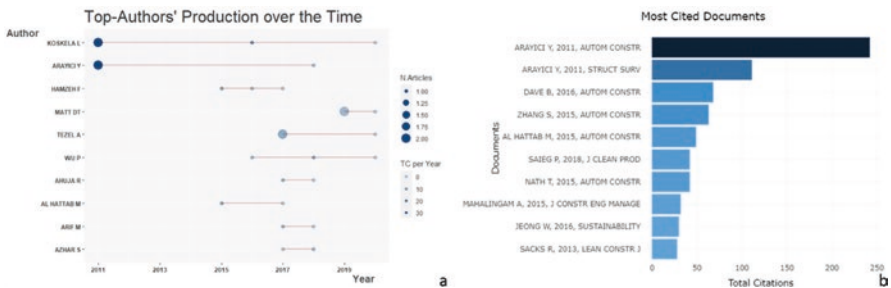 Top-Authors' Production over the Time
Author
KOSKELA L
ARAYICI Y
HAMZEH F
MATT DT
TEZEL A
WU P
AHUJA R
AL HATTAB M
ARIF M
AZHAR S
2011
2013
2015
2017
2019
Year
N.Articles
1.00
1.25
1.50
1.75
2.00
TC per Year
0
10
20
30
a
Most Cited Documents
Documents
ARAYICI Y, 2011, AUTOM CONSTR
ARAYICI Y, 2011, STRUCT SURV
DAVE B, 2016, AUTOM CONSTR
ZHANG S, 2015, AUTOM CONSTR
AL HATTAB M, 2015, AUTOM CONSTR
SAIEG P, 2018, J CLEAN PROD
NATH T, 2015, AUTOM CONSTR
MAHALINGAM A, 2015, J CONSTR ENG MANAGE
JEONG W, 2016, SUSTAINABILITY
SACKS R, 2013, LEAN CONSTR J
0
50
100
150
200
250
Total Citations
b